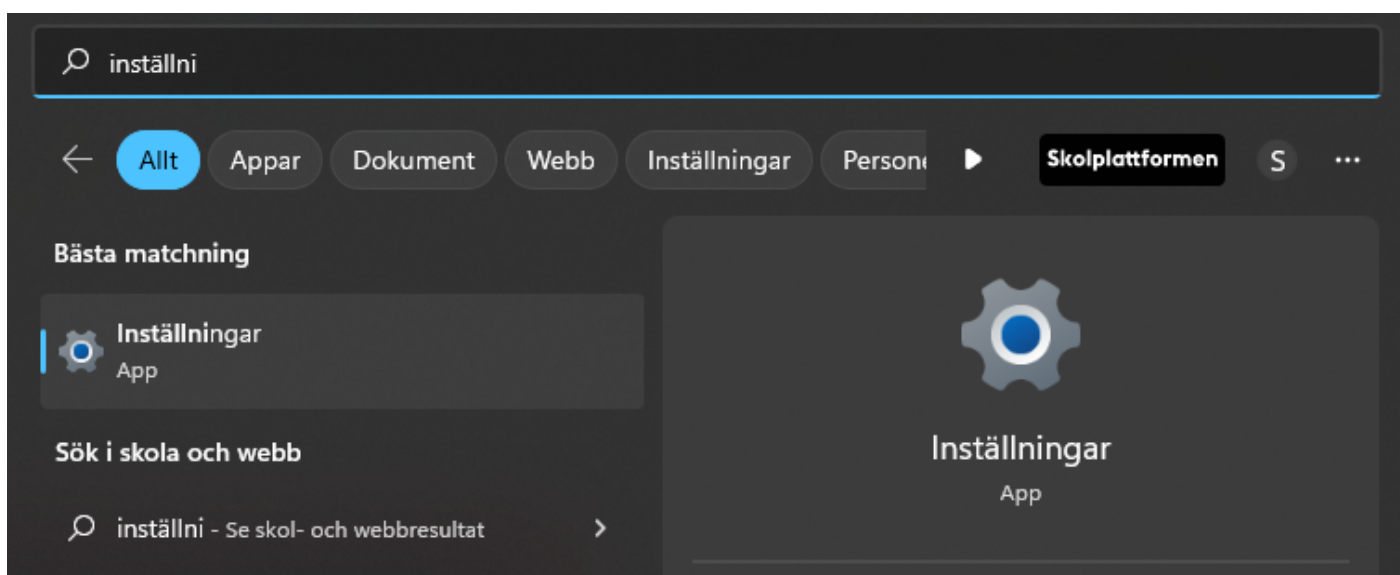 inställni
Allt Appar Dokument Webb Inställningar Persone Skolplattformen S ...
Bästa matchning
Inställningar
App
Sök i skola och webb
inställni - Se skol- och webbresultat
Inställningar
App